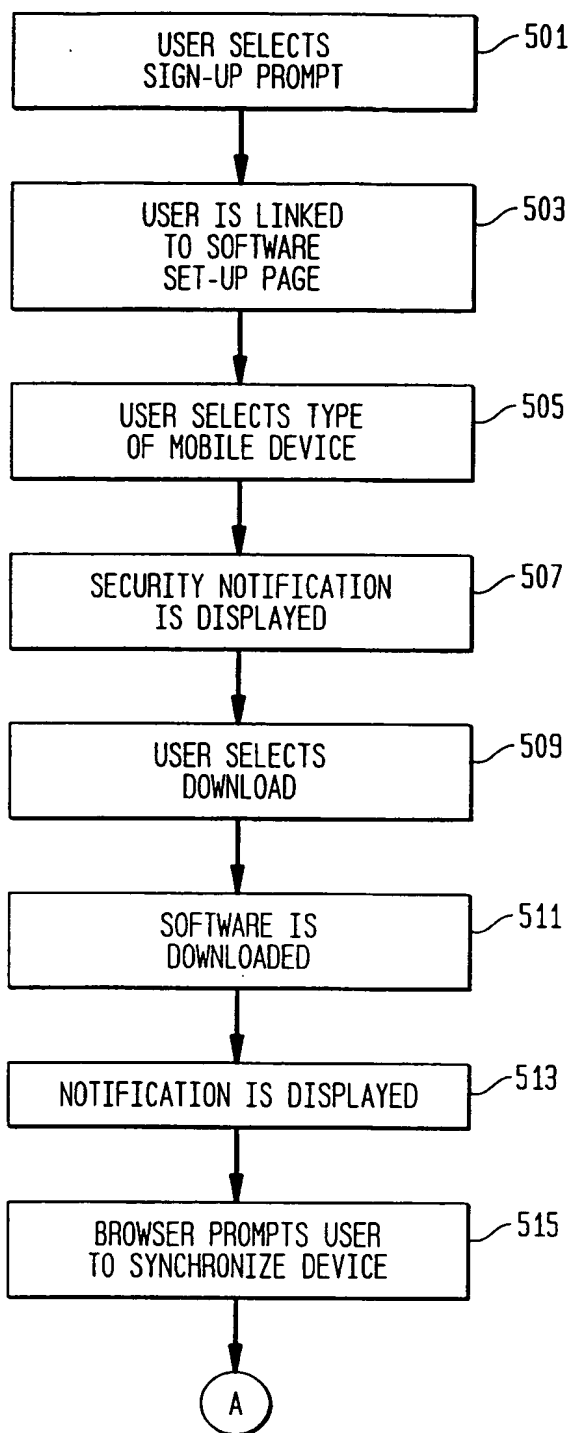 USER SELECTS
SIGN-UP PROMPT
501
USER IS LINKED
TO SOFTWARE
SET-UP PAGE
503
USER SELECTS TYPE
OF MOBILE DEVICE
505
SECURITY NOTIFICATION
IS DISPLAYED
507
USER SELECTS
DOWNLOAD
509
SOFTWARE IS
DOWNLOADED
511
NOTIFICATION IS DISPLAYED
513
BROWSER PROMPTS USER
TO SYNCHRONIZE DEVICE
515
A